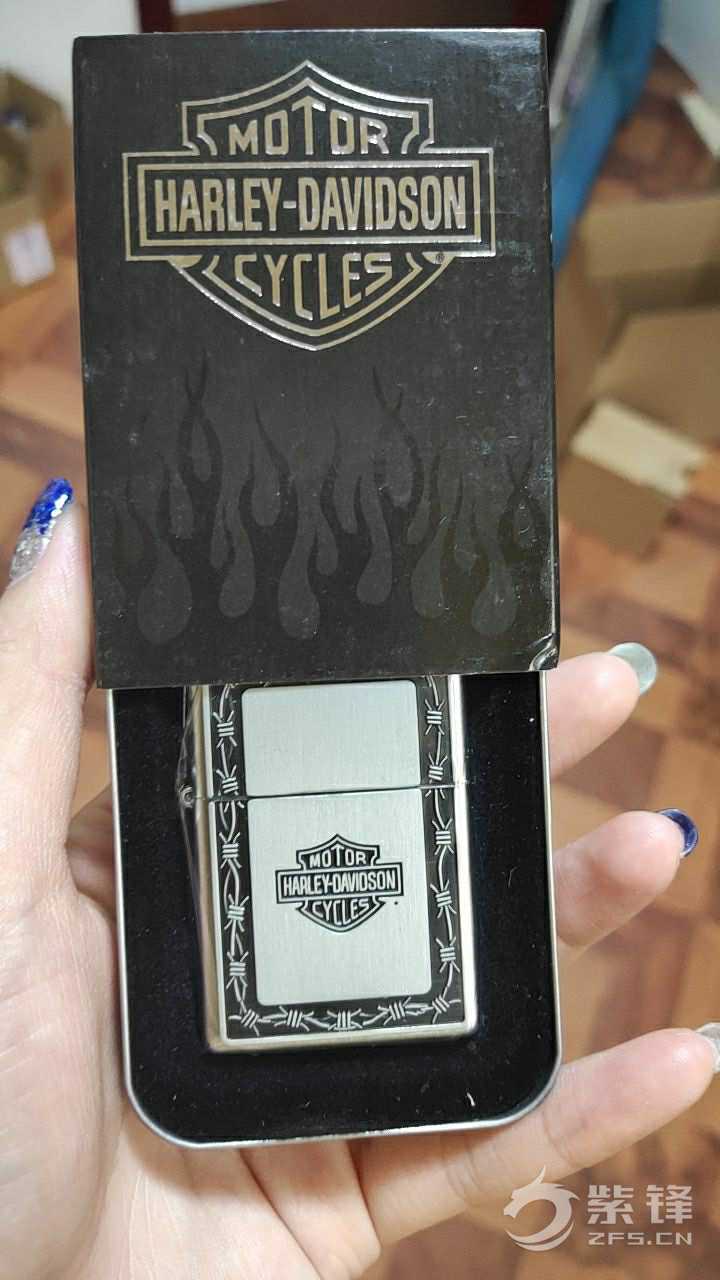 MOTOR
HARLEY-DAVIDSON
CYCLES
®
MOTOR
HARLEY-DAVIDSON
CYCLES
紫锋
ZFS.CN